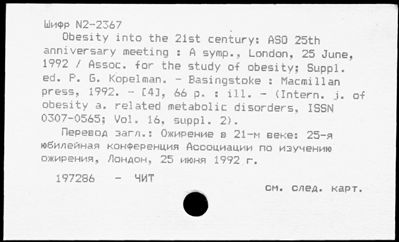 Шифр N2-2367
Obesity into the 21st century: ASO 25th
anniversary meeting : A symp., London, 25 June,
1992 / Assoc. for the study of obesity; Suppl.
ed. P. G. Kopelman. - Basingstoke : Macmillan
press, 1992. - [4], 66 p. : ill. - (Intern. j. of
obesity a. related metabolic disorders, ISSN
0307-0565; Vol. 16, suppl. 2).
Перевод загл.: Ожирение в 21-м веке: 25-я
юбилейная конференция Ассоциации по изучению
ожирения, Лондон, 25 июня 1992 г.
197286 - ЧИТ
см. след. карт.